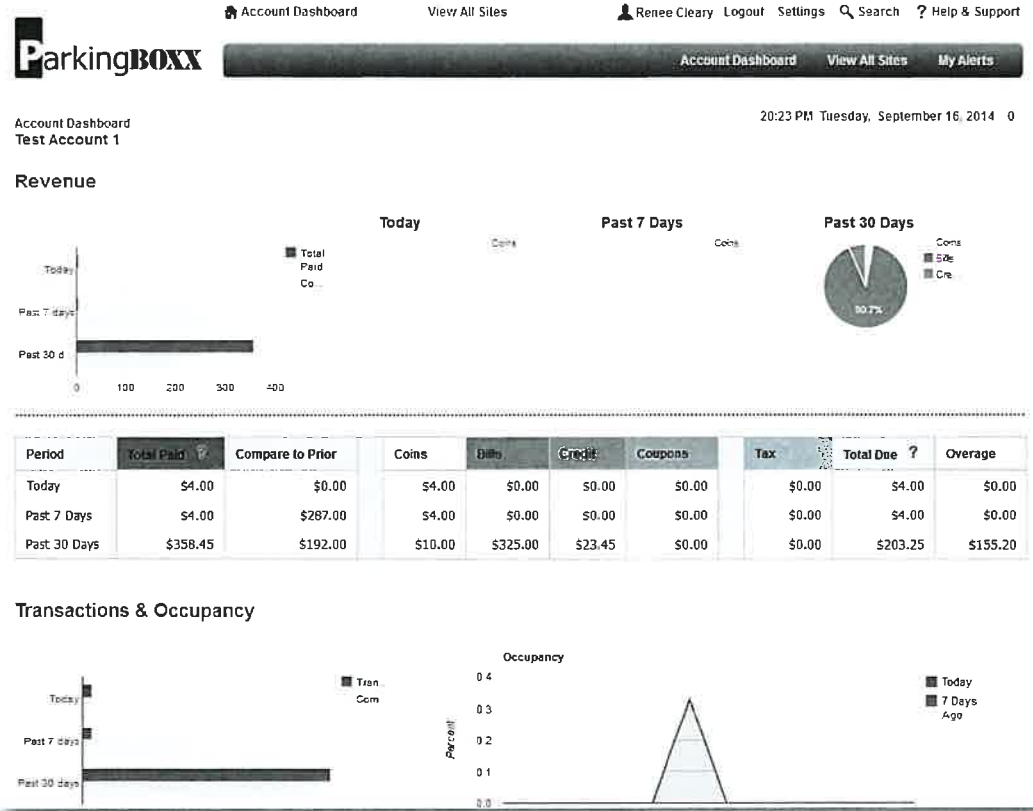 Account Dashboard View All Sites Renee Cleary Logout Settings Search ? Help & Support
ParkingBOXX
Account Dashboard View All Sites My Alerts
Account Dashboard 20:23 PM Tuesday, September 16, 2014 0
Test Account 1
Revenue
Today Past 7 Days Past 30 Days
Coins Coins Coins
Total
Paid
Co...
Bills
Cre...
Today
Past 7 days
Past 30 d...
90.7%
0 100 200 300 400
Period Total Paid ? Compare to Prior Coins Bills Credit Coupons Tax Total Due ? Overage
Today $4.00 $0.00 $4.00 $0.00 $0.00 $0.00 $0.00 $4.00 $0.00
Past 7 Days $4.00 $287.00 $4.00 $0.00 $0.00 $0.00 $0.00 $4.00 $0.00
Past 30 Days $358.45 $192.00 $10.00 $325.00 $23.45 $0.00 $0.00 $203.25 $155.20
Transactions & Occupancy
Today
Past 7 days
Past 30 days
Tran...
Com
Occupancy
Percent
0.4
0.3
0.2
0.1
0.0
Today
7 Days
Ago